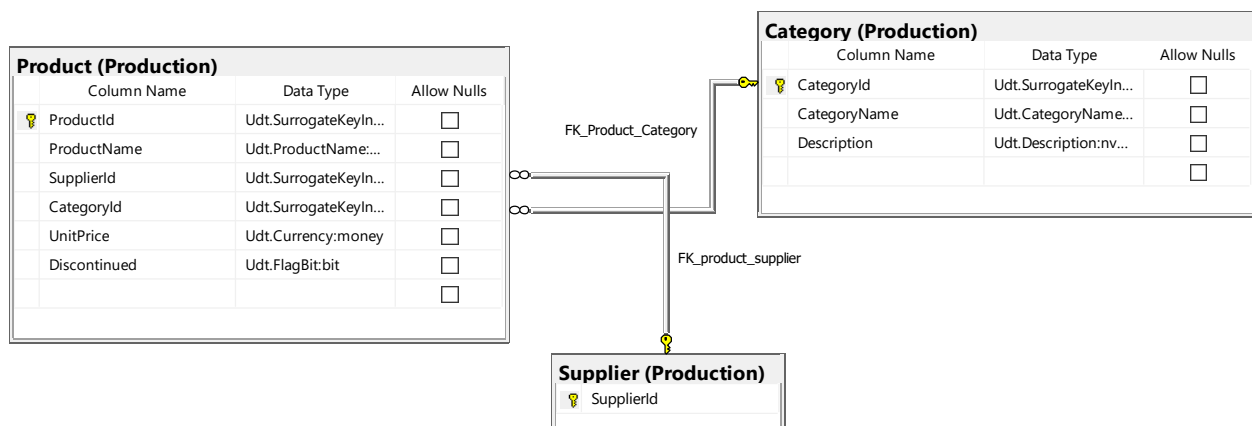 Product (Production)
Column Name Data Type Allow Nulls
ProductId Udt.SurrogateKeyIn...
ProductName Udt.ProductName:...
SupplierId Udt.SurrogateKeyIn...
CategoryId Udt.SurrogateKeyIn...
UnitPrice Udt.Currency:money
Discontinued Udt.FlagBit:bit
FK_Product_Category
Category (Production)
Column Name Data Type Allow Nulls
CategoryId Udt.SurrogateKeyIn...
CategoryName Udt.CategoryName...
Description Udt.Description:nv...
FK_product_supplier
Supplier (Production)
SupplierId